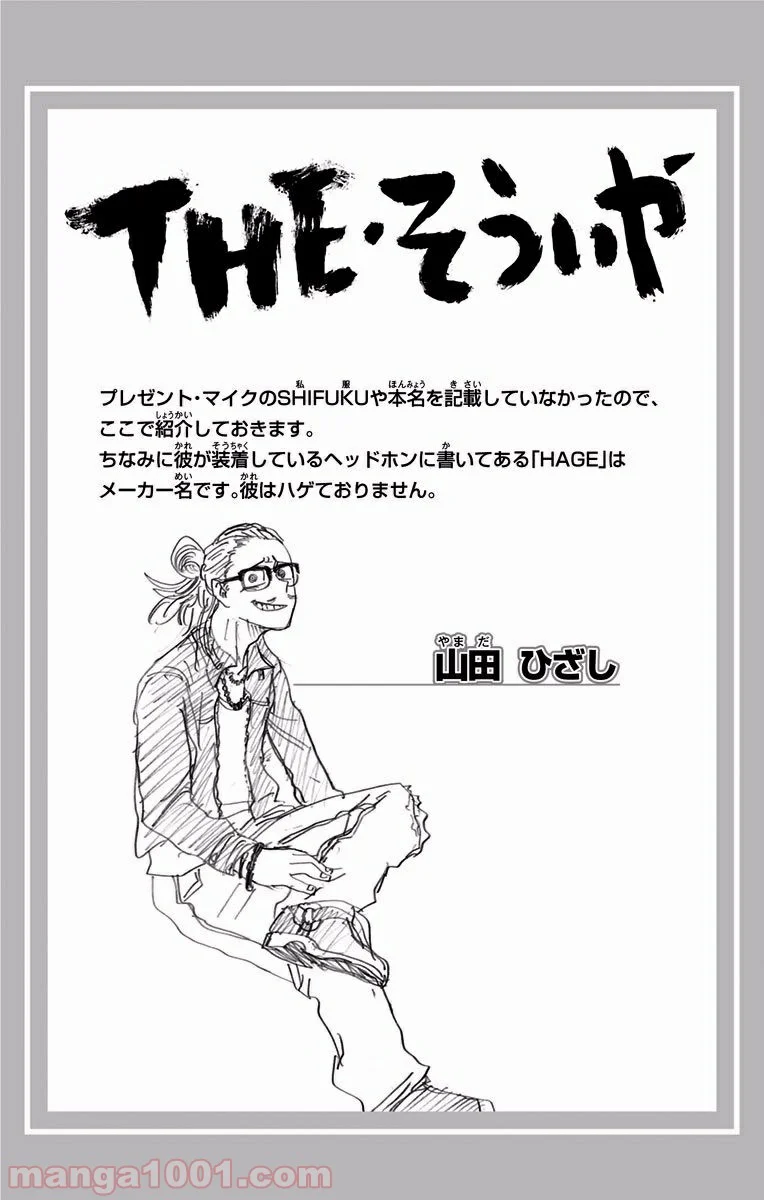 THE・そういや
プレゼント・マイクのSHIFUKUや本名を記載していなかったので、
ここで紹介しておきます。
ちなみに彼が装着しているヘッドホンに書いてある「HAGE」は
メーカー名です。彼はハゲておりません。
山田 ひざし
manga1001.com